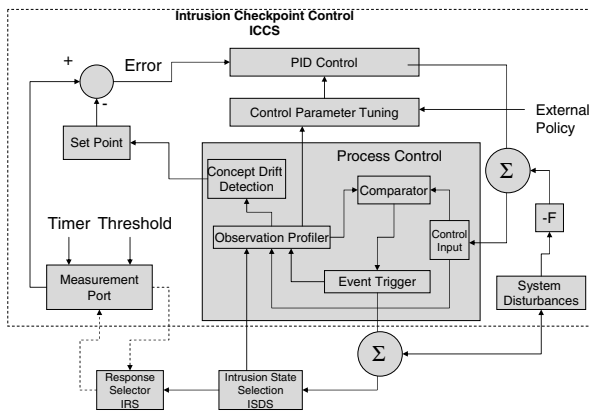 Intrusion Checkpoint Control
ICCS
+
Error
PID Control
-
Control Parameter Tuning
External
Policy
Set Point
Process Control
Concept Drift
Detection
Comparator
Σ
Timer Threshold
Observation Profiler
Control
Input
-F
Measurement
Port
Event Trigger
System
Disturbances
Σ
Response
Selector
IRS
Intrusion State
Selection
ISDS